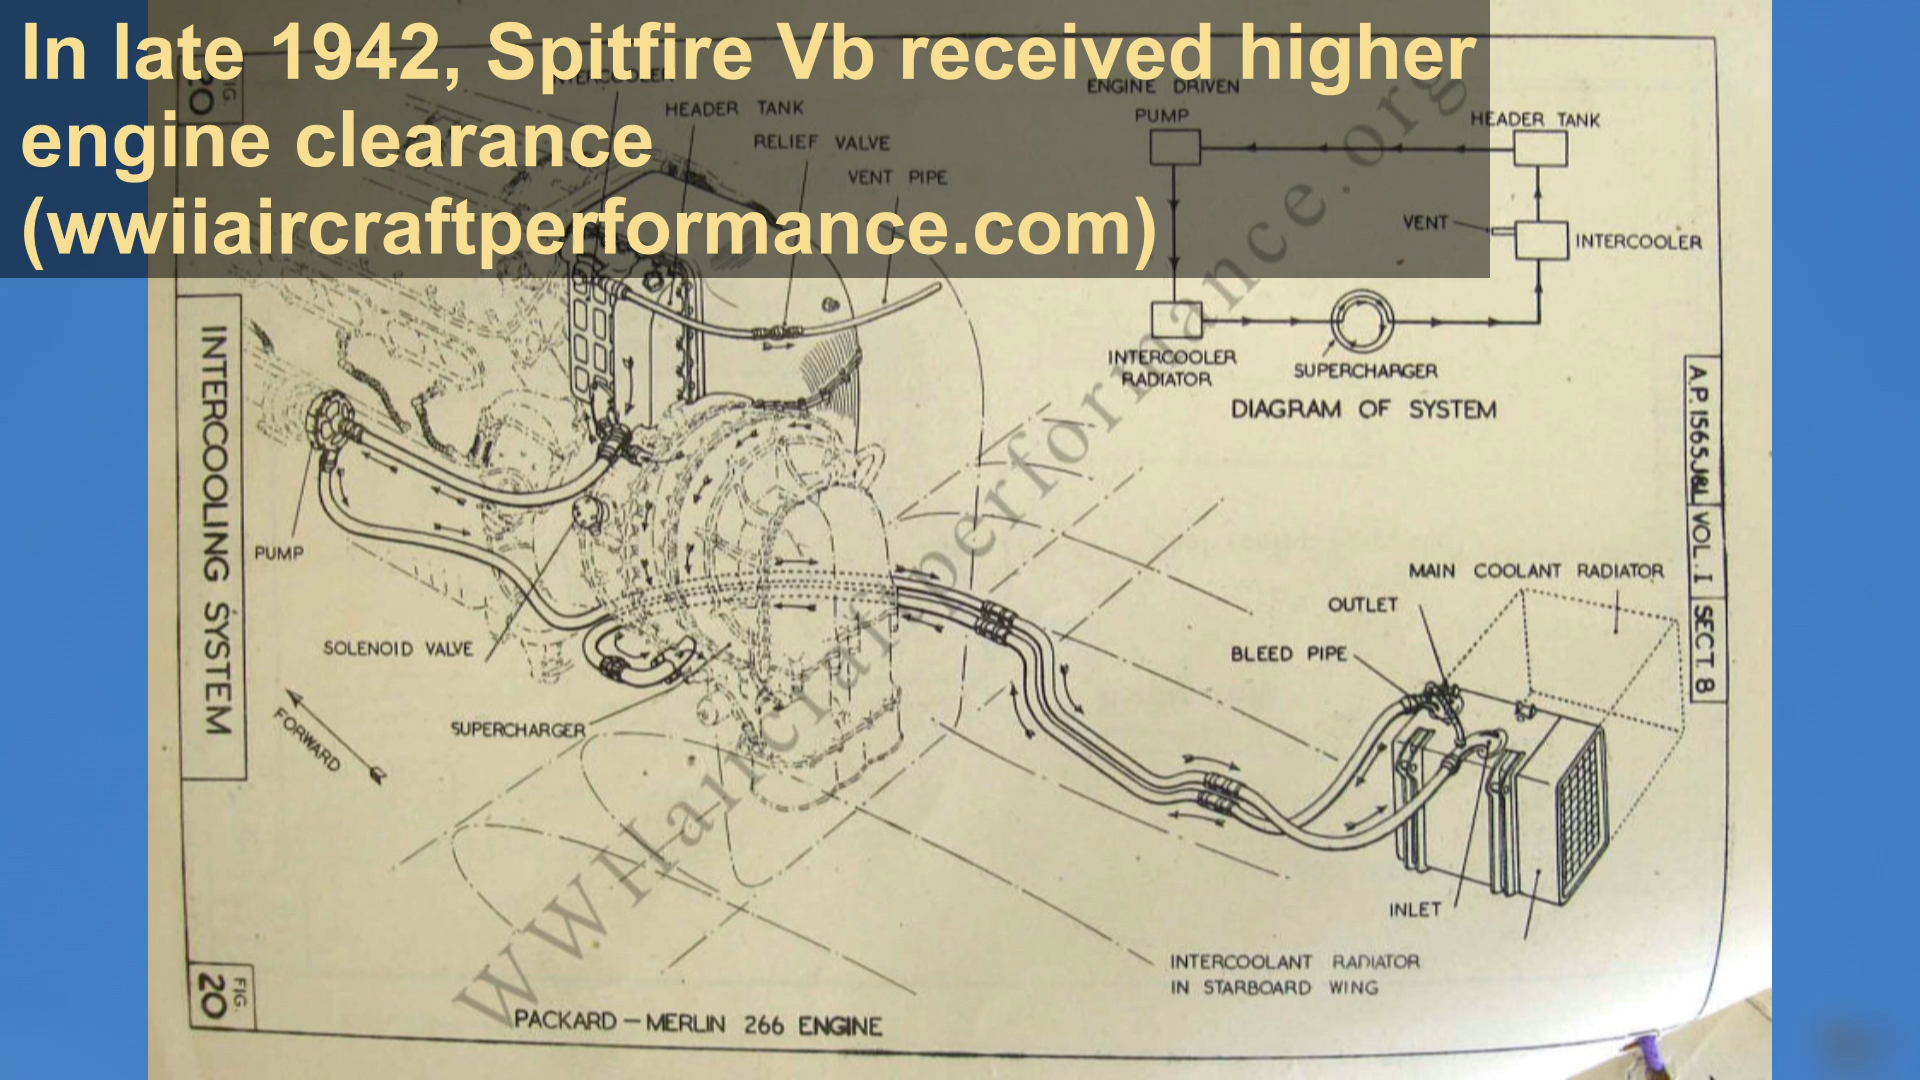 In late 1942, Spitfire Vb received higher
engine clearance
(wwiiaircraftperformance.com)
FIG.
20
INTERCOOLER
HEADER TANK
RELIEF VALVE
VENT PIPE
ENGINE DRIVEN
PUMP
HEADER TANK
VENT
INTERCOOLER
INTERCOOLER
RADIATOR
SUPERCHARGER
DIAGRAM OF SYSTEM
INTERCOOLING SYSTEM
A.P. 1565J&L VOL. I SECT. 8
PUMP
SOLENOID VALVE
SUPERCHARGER
FORWARD
MAIN COOLANT RADIATOR
OUTLET
BLEED PIPE
INLET
INTERCOOLANT RADIATOR
IN STARBOARD WING
FIG.
20
PACKARD — MERLIN 266 ENGINE
WWIIaircraftperformance.org